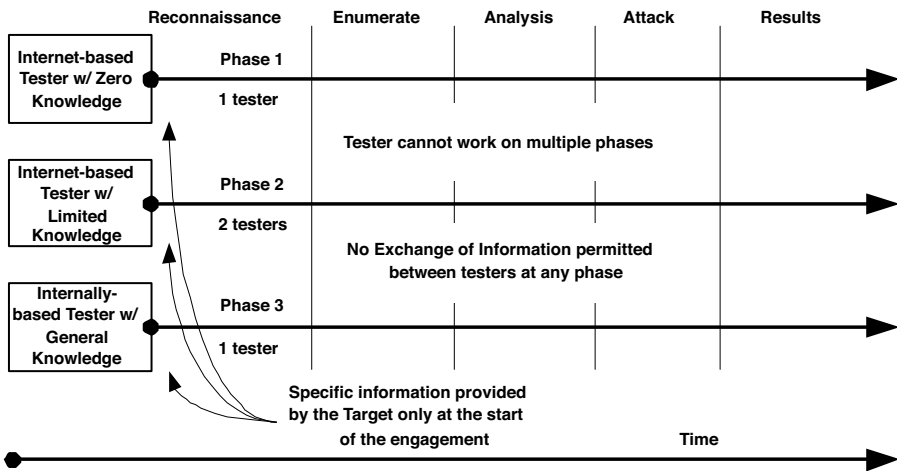 Reconnaissance Enumerate Analysis Attack Results
Internet-based
Tester w/ Zero
Knowledge
Phase 1
1 tester
Tester cannot work on multiple phases
Internet-based
Tester w/
Limited
Knowledge
Phase 2
2 testers
No Exchange of Information permitted
between testers at any phase
Internally-
based Tester w/
General
Knowledge
Phase 3
1 tester
Specific information provided
by the Target only at the start
of the engagement
Time